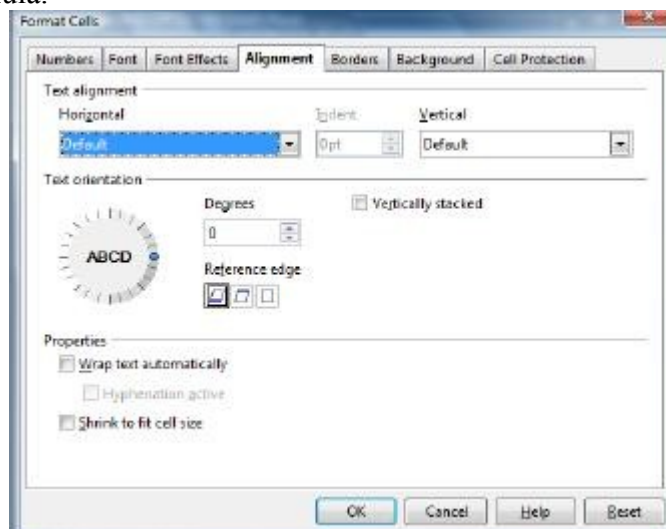 Format Cells
Numbers Font Font Effects Alignment Borders Background Cell Protection
Text alignment
Horizontal Indent Vertical
Default 0pt Default
Text orientation
Degrees Vertically stacked
0
ABCD
Reference edge
Properties
Wrap text automatically
Hyphenation active
Shrink to fit cell size
OK Cancel Help Reset